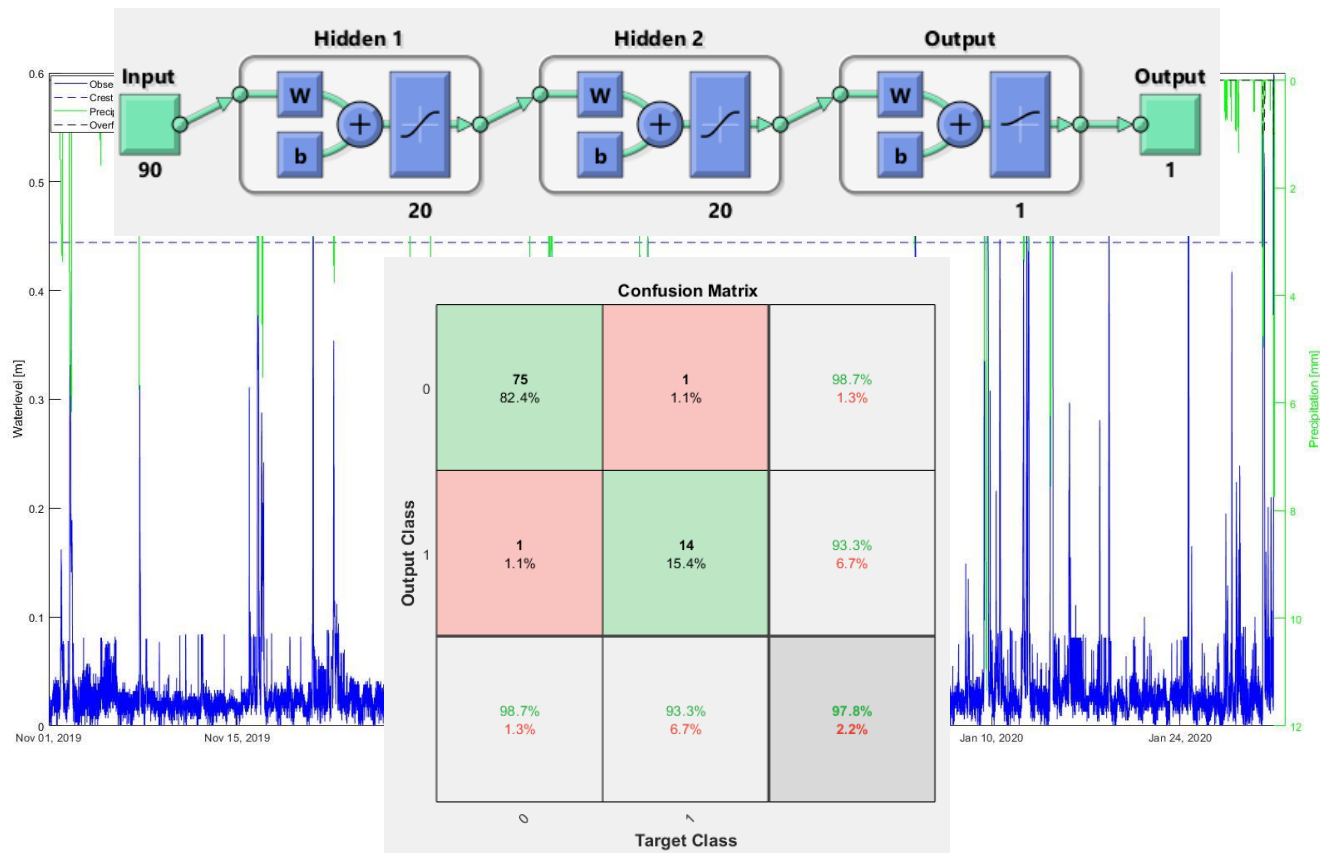 Hidden 1
Hidden 2
Output
Input
W
b
W
b
W
b
Output
90
20
20
1
1
0.6
0.5
0.4
0.3
0.2
0.1
0
Waterlevel [m]
0
2
4
6
8
10
12
Precipitation [mm]
Nov 01, 2019
Nov 15, 2019
Jan 10, 2020
Jan 24, 2020
Confusion Matrix
0
75
82.4%
1
1.1%
98.7%
1.3%
1
1
1.1%
14
15.4%
93.3%
6.7%
98.7%
1.3%
93.3%
6.7%
97.8%
2.2%
0
1
Output Class
Target Class